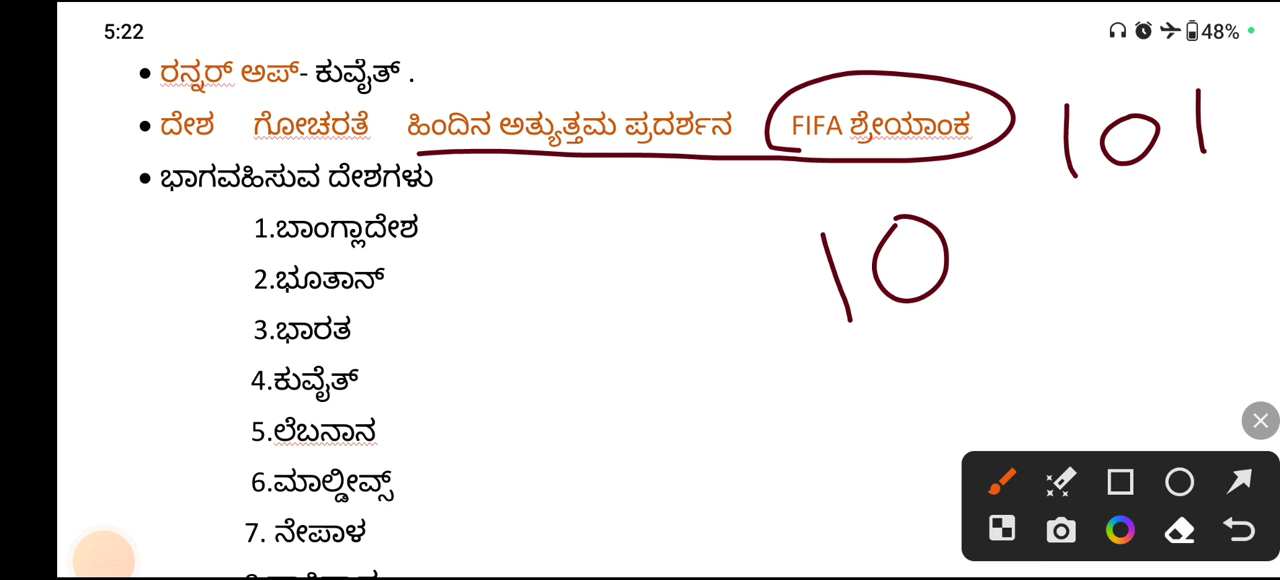 5:22 48%
• ರನ್ನರ್ ಅಪ್- ಕುವೈತ್ .
• ದೇಶ ಗೋಚರತೆ ಹಿಂದಿನ ಅತ್ಯುತ್ತಮ ಪ್ರದರ್ಶನ FIFA ಶ್ರೇಯಾಂಕ 101
• ಭಾಗವಹಿಸುವ ದೇಶಗಳು
1.ಬಾಂಗ್ಲಾದೇಶ
10
2.ಭೂತಾನ್
3.ಭಾರತ
4.ಕುವೈತ್
5.ಲೆಬನಾನ
6.ಮಾಲ್ಡೀವ್ಸ್
7. ನೇಪಾಳ